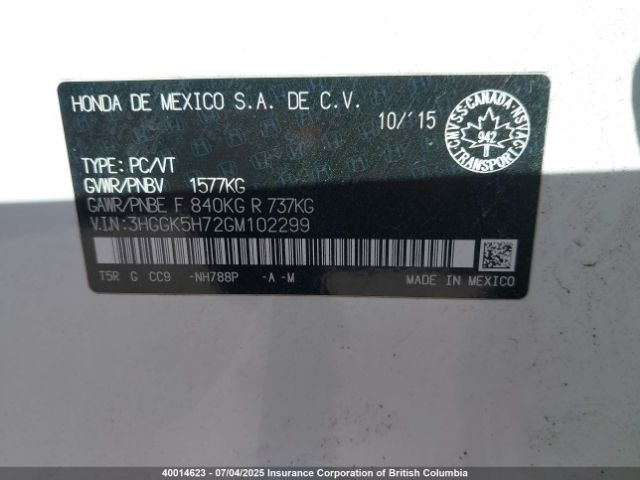 HONDA DE MEXICO S.A. DE C.V.
10/'15
CMVSS-CANADA-NSVAC
942
TRANSPORT
TYPE: PC/VT
GVWR/PNBV 1577KG
GAWR/PNBE F 840KG R 737KG
V.I.N:3HGGK5H72GM102299
T5R G CC9 -NH788P -A -M
MADE IN MEXICO
40014623 - 07/04/2025 Insurance Corporation of British Columbia